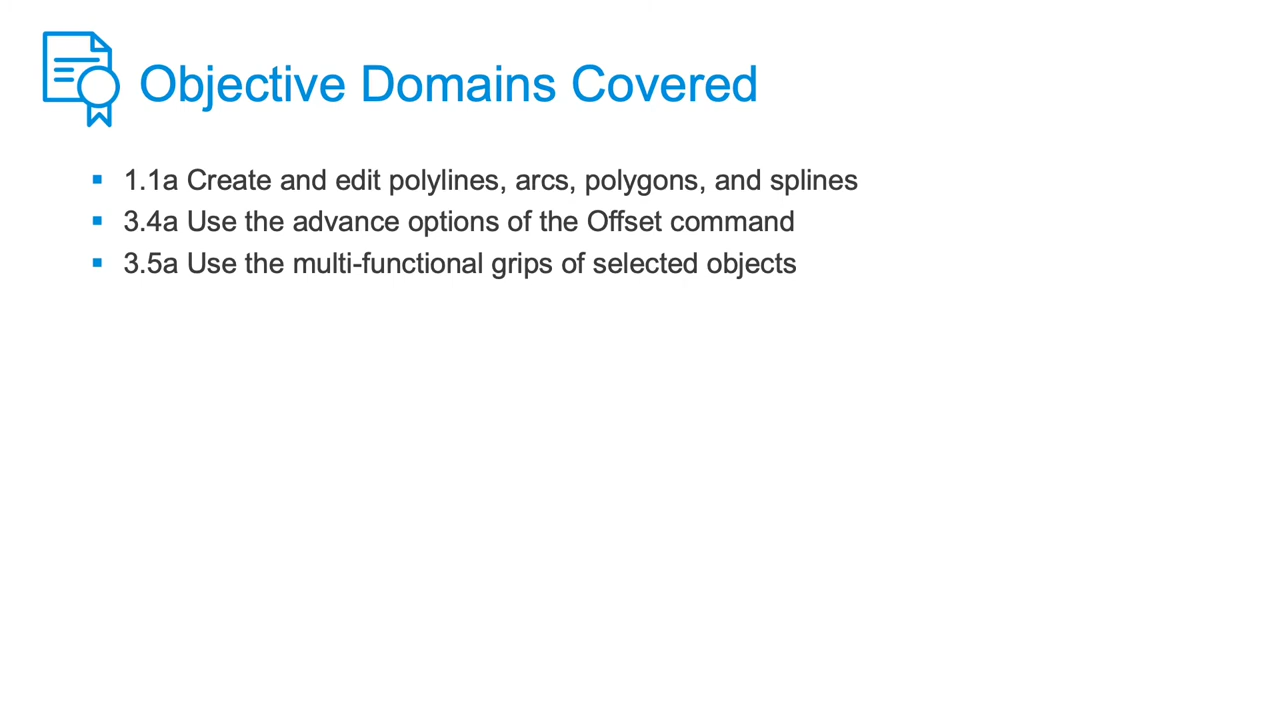 Objective Domains Covered
▪ 1.1a Create and edit polylines, arcs, polygons, and splines
▪ 3.4a Use the advance options of the Offset command
▪ 3.5a Use the multi-functional grips of selected objects